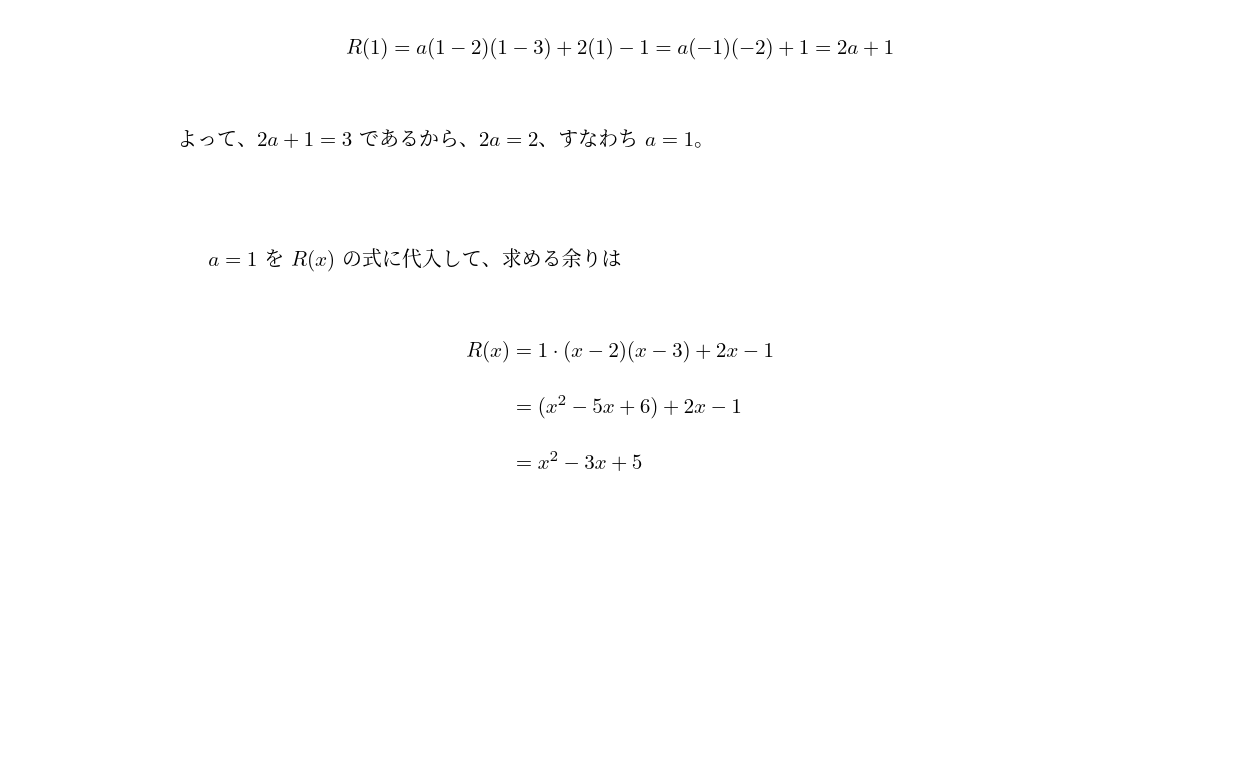 R(1) = a(1 − 2)(1 − 3) + 2(1) − 1 = a(−1)(−2) + 1 = 2a + 1
よって、2a + 1 = 3 であるから、2a = 2、すなわち a = 1。
a = 1 を R(x) の式に代入して、求める余りは
R(x) = 1 · (x − 2)(x − 3) + 2x − 1
= (x² − 5x + 6) + 2x − 1
= x² − 3x + 5